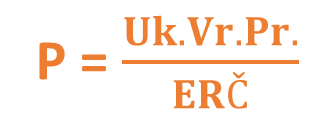 P = Uk.Vr.Pr.
ERČ